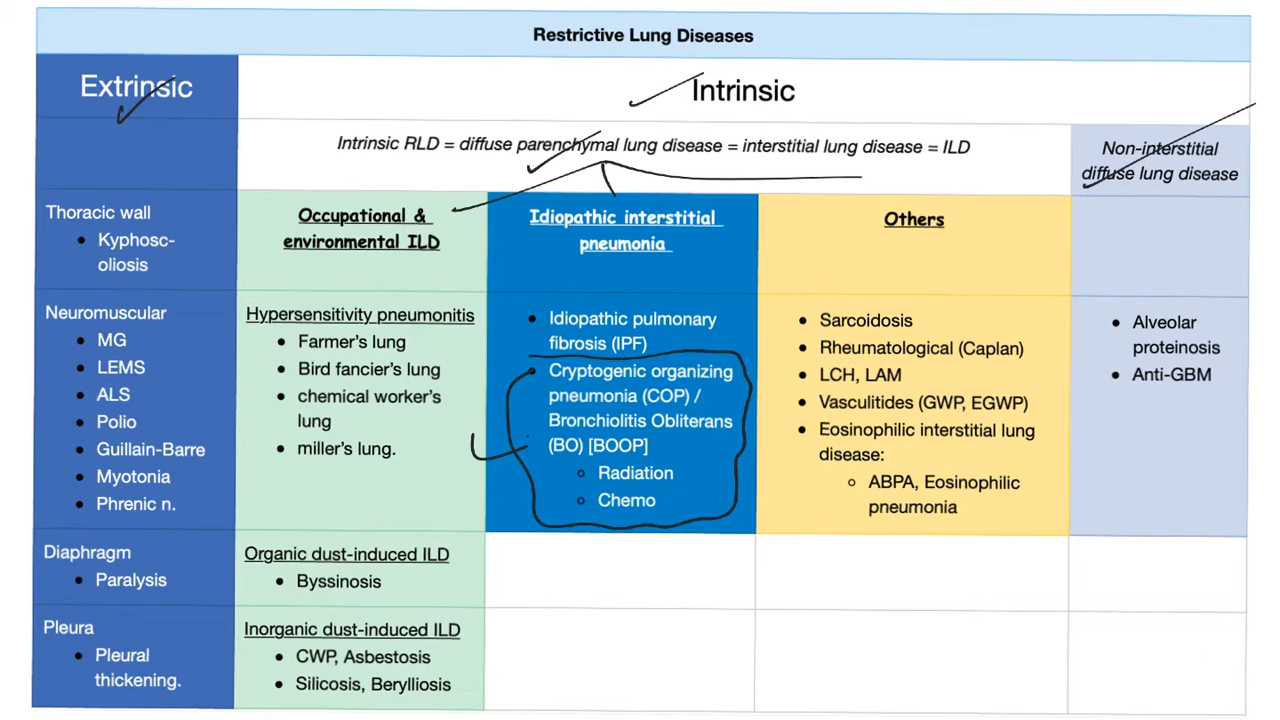 Restrictive Lung Diseases
Extrinsic
Intrinsic
Intrinsic RLD = diffuse parenchymal lung disease = interstitial lung disease = ILD
Non-interstitial
diffuse lung disease
Thoracic wall
• Kyphosc-
oliosis
Occupational &
environmental ILD
Idiopathic interstitial
pneumonia
Others
Neuromuscular
• MG
• LEMS
• ALS
• Polio
• Guillain-Barre
• Myotonia
• Phrenic n.
Hypersensitivity pneumonitis
• Farmer's lung
• Bird fancier's lung
• chemical worker's
lung
• miller's lung.
• Idiopathic pulmonary
fibrosis (IPF)
• Cryptogenic organizing
pneumonia (COP) /
Bronchiolitis Obliterans
(BO) [BOOP]
○ Radiation
○ Chemo
• Sarcoidosis
• Rheumatological (Caplan)
• LCH, LAM
• Vasculitides (GWP, EGWP)
• Eosinophilic interstitial lung
disease:
○ ABPA, Eosinophilic
pneumonia
• Alveolar
proteinosis
• Anti-GBM
Diaphragm
• Paralysis
Organic dust-induced ILD
• Byssinosis
Pleura
• Pleural
thickening.
Inorganic dust-induced ILD
• CWP, Asbestosis
• Silicosis, Berylliosis